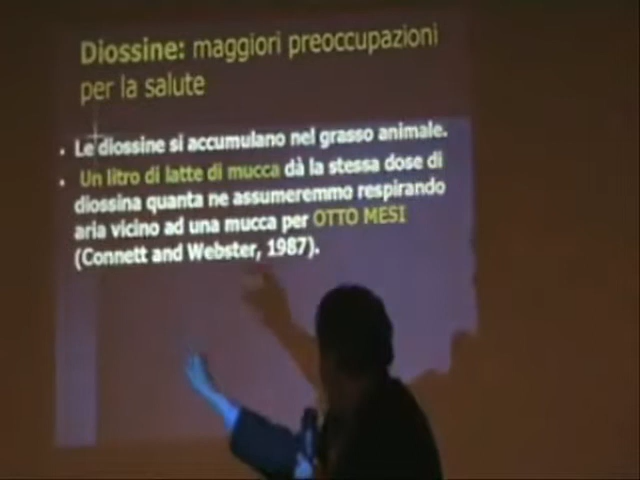 Diossine: maggiori preoccupazioni
per la salute
. Le diossine si accumulano nel grasso animale.
. Un litro di latte di mucca dà la stessa dose di
diossina quanta ne assumeremmo respirando
aria vicino ad una mucca per OTTO MESI
(Connett and Webster, 1987).